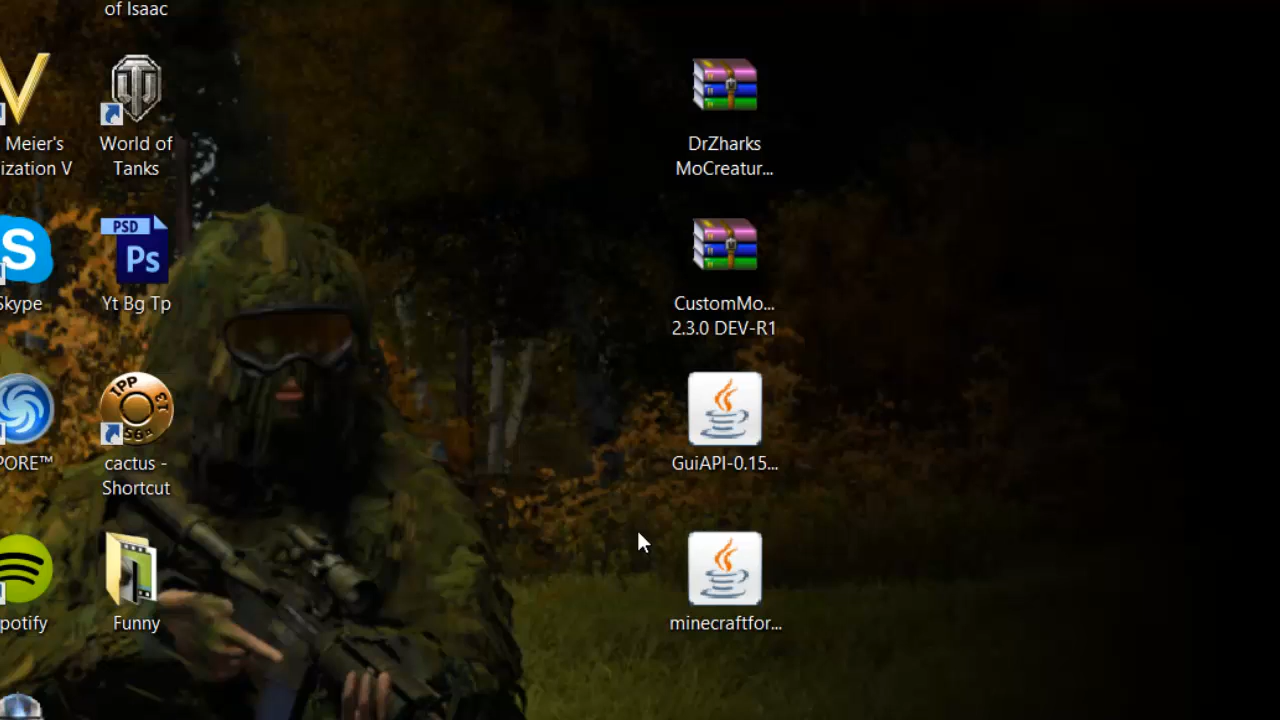 of Isaac
Meier's
ization V
World of
Tanks
DrZharks
MoCreatur...
PSD
Ps
S
Skype
Yt Bg Tp
CustomMo...
2.3.0 DEV-R1
IPP
PORE™
cactus -
Shortcut
GuiAPI-0.15...
potify
Funny
minecraftfor...